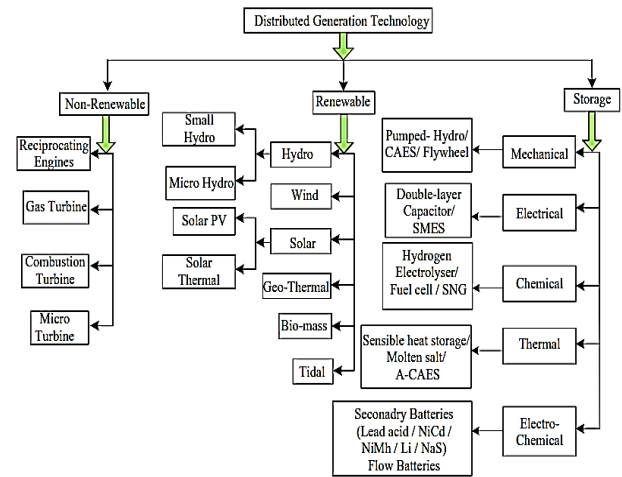 Distributed Generation Technology
Non-Renewable
Reciprocating
Engines
Gas Turbine
Combustion
Turbine
Micro
Turbine
Renewable
Hydro
Small
Hydro
Micro Hydro
Wind
Solar
Solar PV
Solar
Thermal
Geo-Thermal
Bio-mass
Tidal
Storage
Mechanical
Pumped- Hydro/
CAES/ Flywheel
Electrical
Double-layer
Capacitor/
SMES
Chemical
Hydrogen
Electrolyser/
Fuel cell / SNG
Thermal
Sensible heat storage/
Molten salt/
A-CAES
Electro-
Chemical
Seconadry Batteries
(Lead acid / NiCd /
NiMh / Li / NaS)
Flow Batteries